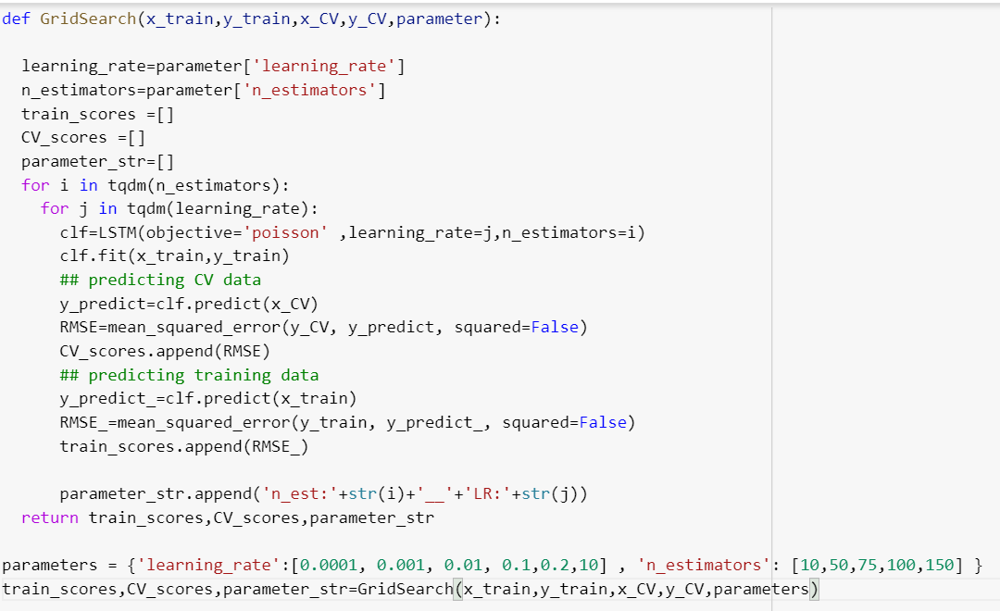 def GridSearch(x_train,y_train,x_CV,y_CV,parameter):
  learning_rate=parameter['learning_rate']
  n_estimators=parameter['n_estimators']
  train_scores =[]
  CV_scores =[]
  parameter_str=[]
  for i in tqdm(n_estimators):
    for j in tqdm(learning_rate):
      clf=LSTM(objective='poisson' ,learning_rate=j,n_estimators=i)
      clf.fit(x_train,y_train)
      ## predicting CV data
      y_predict=clf.predict(x_CV)
      RMSE=mean_squared_error(y_CV, y_predict, squared=False)
      CV_scores.append(RMSE)
      ## predicting training data
      y_predict_=clf.predict(x_train)
      RMSE_=mean_squared_error(y_train, y_predict_, squared=False)
      train_scores.append(RMSE_)
      parameter_str.append('n_est:'+str(i)+'__'+'LR:'+str(j))
  return train_scores,CV_scores,parameter_str
parameters = {'learning_rate':[0.0001, 0.001, 0.01, 0.1,0.2,10] , 'n_estimators': [10,50,75,100,150] }
train_scores,CV_scores,parameter_str=GridSearch(x_train,y_train,x_CV,y_CV,parameters)